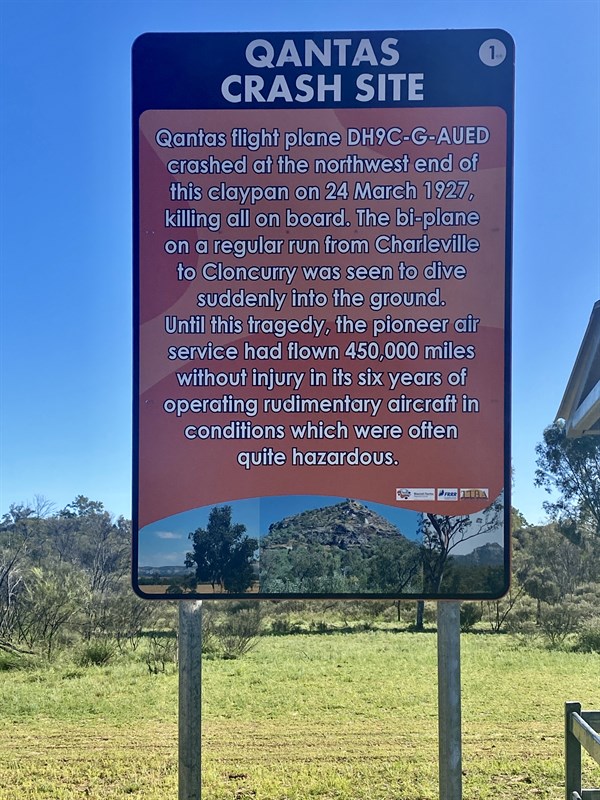 QANTAS
CRASH SITE
1
Qantas flight plane DH9C-G-AUED
crashed at the northwest end of
this claypan on 24 March 1927,
killing all on board. The bi-plane
on a regular run from Charleville
to Cloncurry was seen to dive
suddenly into the ground.
Until this tragedy, the pioneer air
service had flown 450,000 miles
without injury in its six years of
operating rudimentary aircraft in
conditions which were often
quite hazardous.